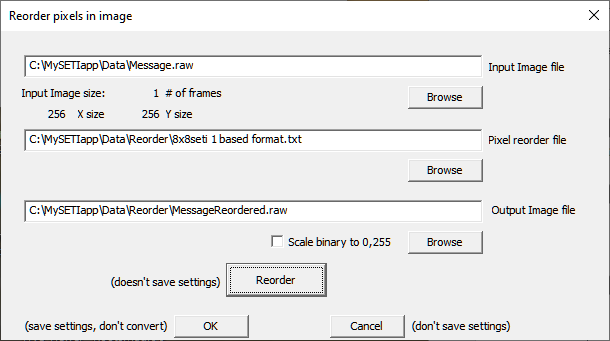 Reorder pixels in image
C:\MySETIapp\Data\Message.raw Input Image file
Input Image size: 1 # of frames Browse
256 X size 256 Y size
C:\MySETIapp\Data\Reorder\8x8seti 1 based format.txt Pixel reorder file
Browse
C:\MySETIapp\Data\Reorder\MessageReordered.raw Output Image file
Scale binary to 0,255 Browse
(doesn't save settings) Reorder
(save settings, don't convert) OK Cancel (don't save settings)